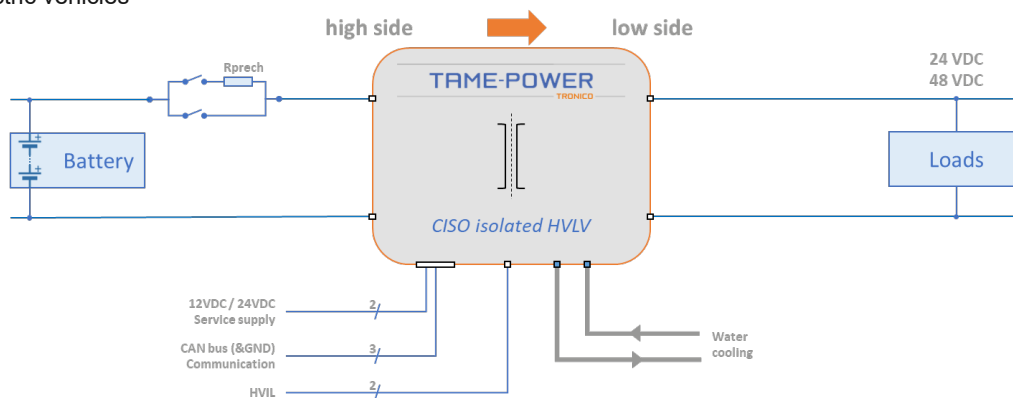 high side
low side
Rprech
TAME-POWER
TRONICO
24 VDC
48 VDC
+
+
Battery
Loads
CISO isolated HVLV
12VDC / 24VDC
Service supply
2
CAN bus (&GND)
Communication
3
HVIL
2
Water
cooling